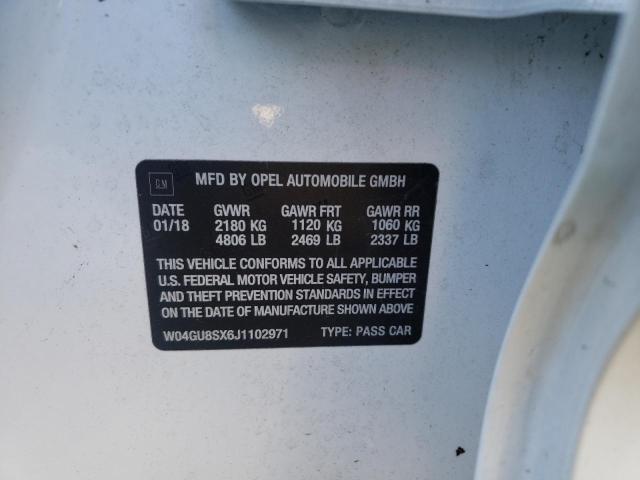 GM
MFD BY OPEL AUTOMOBILE GMBH
DATE GVWR GAWR FRT GAWR RR
01/18 2180 KG 1120 KG 1060 KG
4806 LB 2469 LB 2337 LB
THIS VEHICLE CONFORMS TO ALL APPLICABLE
U.S. FEDERAL MOTOR VEHICLE SAFETY, BUMPER
AND THEFT PREVENTION STANDARDS IN EFFECT
ON THE DATE OF MANUFACTURE SHOWN ABOVE
W04GU8SX6J1102971 TYPE: PASS CAR